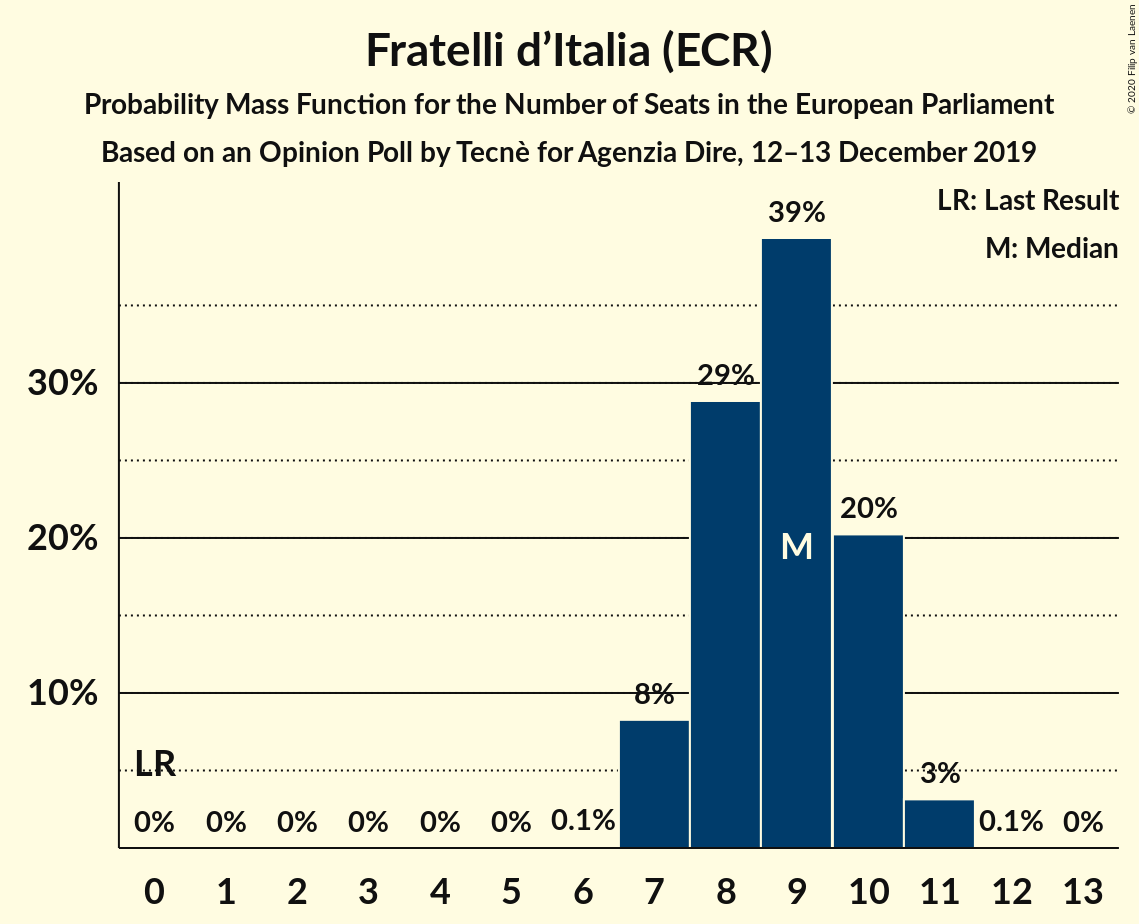 Fratelli d’Italia (ECR)
Probability Mass Function for the Number of Seats in the European Parliament
Based on an Opinion Poll by Tecnè for Agenzia Dire, 12–13 December 2019
© 2020 Filip van Laenen
LR: Last Result
M: Median
39%
30%
29%
20%
20%
M
10%
8%
LR
3%
0% 0% 0% 0% 0% 0% 0.1% 0.1% 0%
0 1 2 3 4 5 6 7 8 9 10 11 12 13